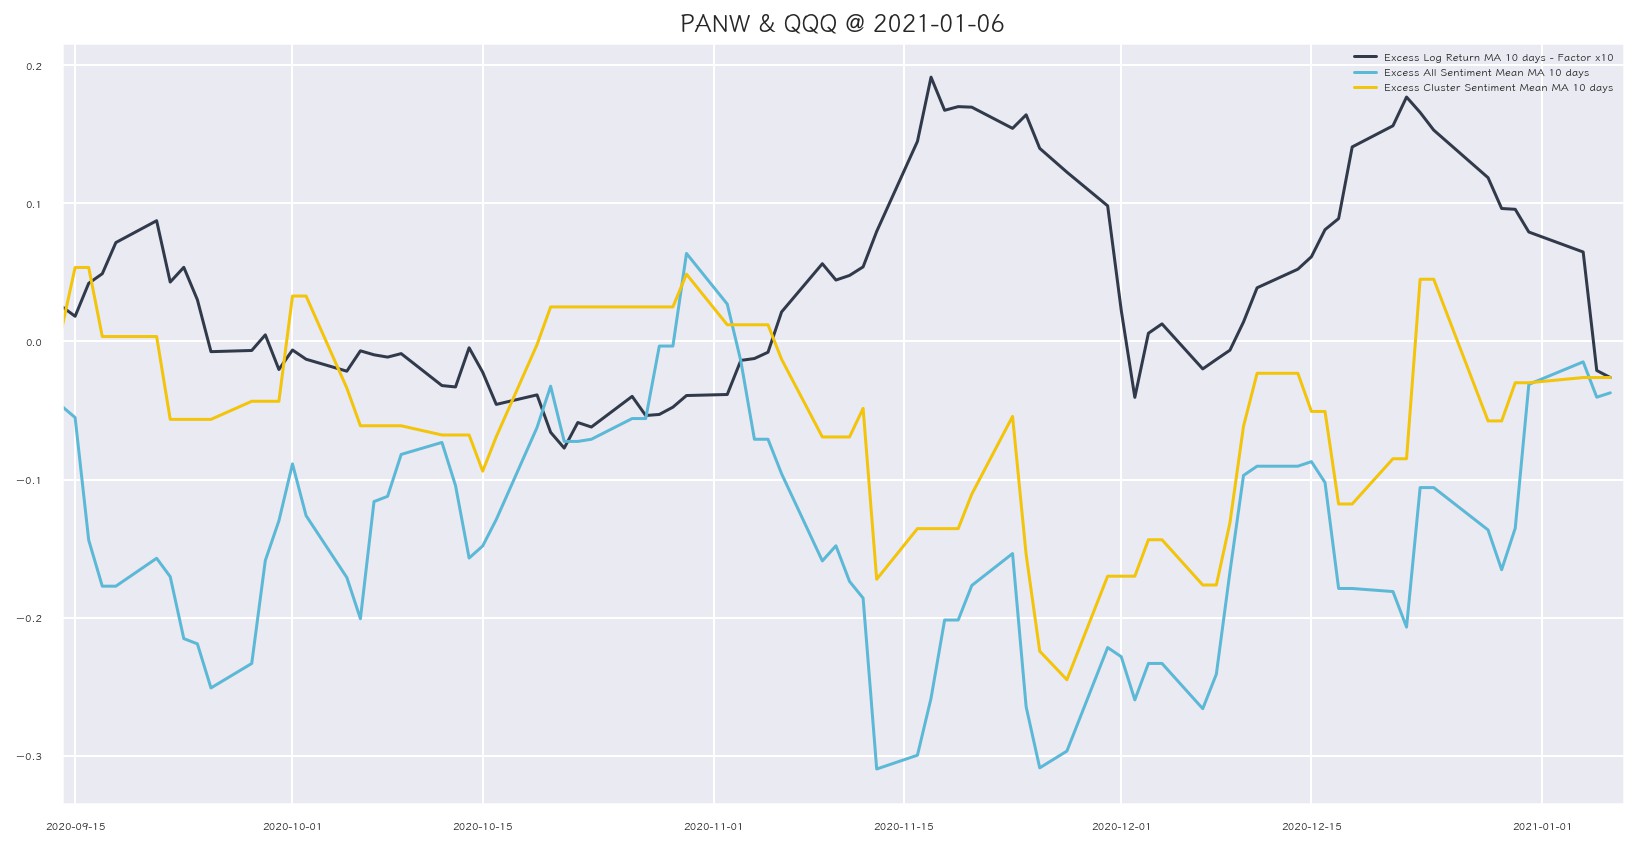 PANW & QQQ @ 2021-01-06
Excess Log Return MA 10 days - Factor x10
Excess All Sentiment Mean MA 10 days
Excess Cluster Sentiment Mean MA 10 days
0.2
0.1
0.0
−0.1
−0.2
−0.3
2020-09-15 2020-10-01 2020-10-15 2020-11-01 2020-11-15 2020-12-01 2020-12-15 2021-01-01